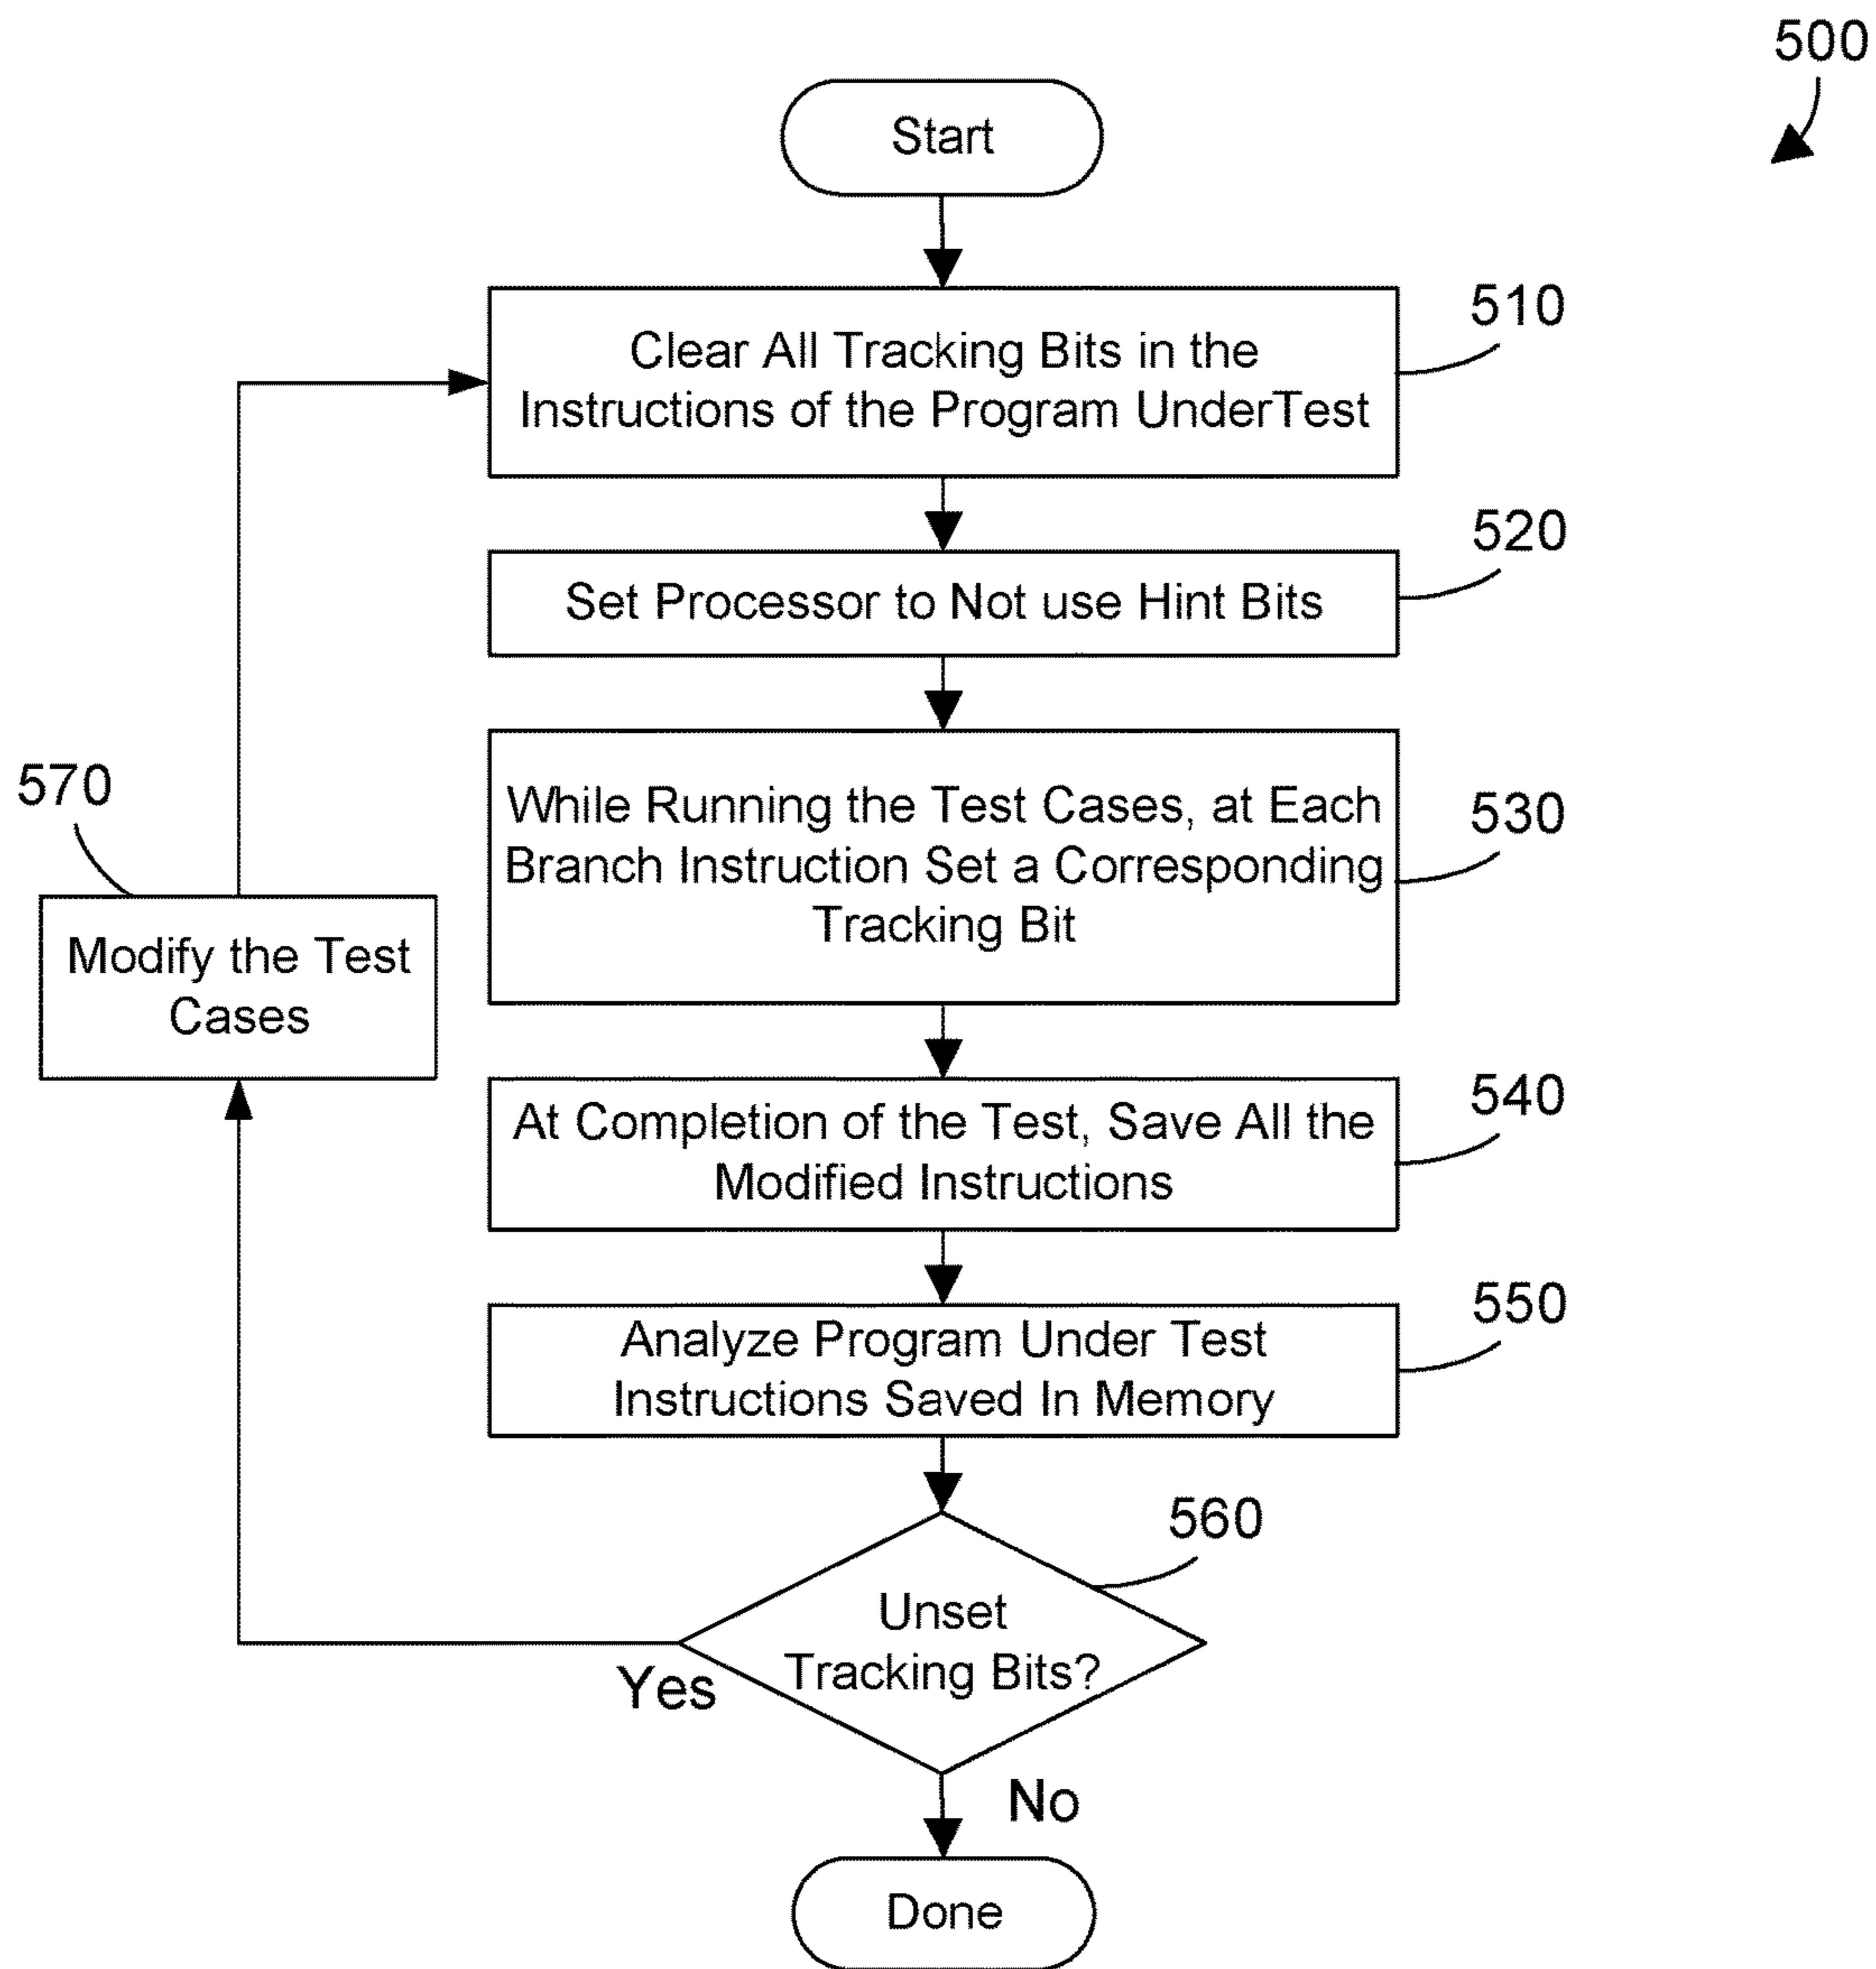 500
Start
510
Clear All Tracking Bits in the
Instructions of the Program UnderTest
520
Set Processor to Not use Hint Bits
530
While Running the Test Cases, at Each
Branch Instruction Set a Corresponding
Tracking Bit
570
Modify the Test
Cases
540
At Completion of the Test, Save All the
Modified Instructions
550
Analyze Program Under Test
Instructions Saved In Memory
560
Unset
Tracking Bits?
Yes
No
Done